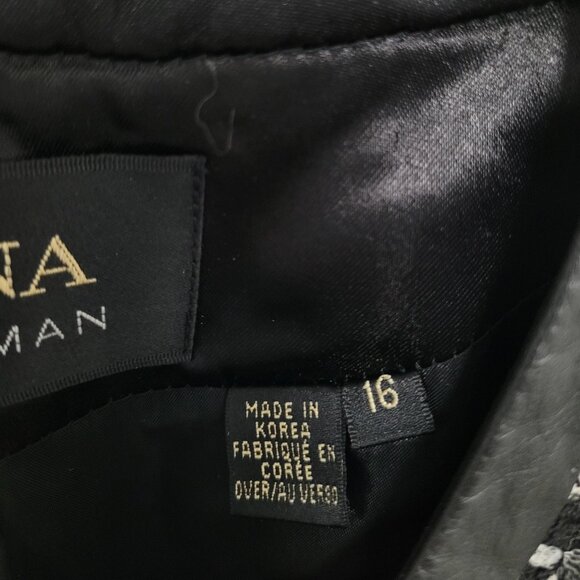 NA
MAN
16
MADE IN
KOREA
FABRIQUÉ EN
CORÉE
OVER/AU VERSO